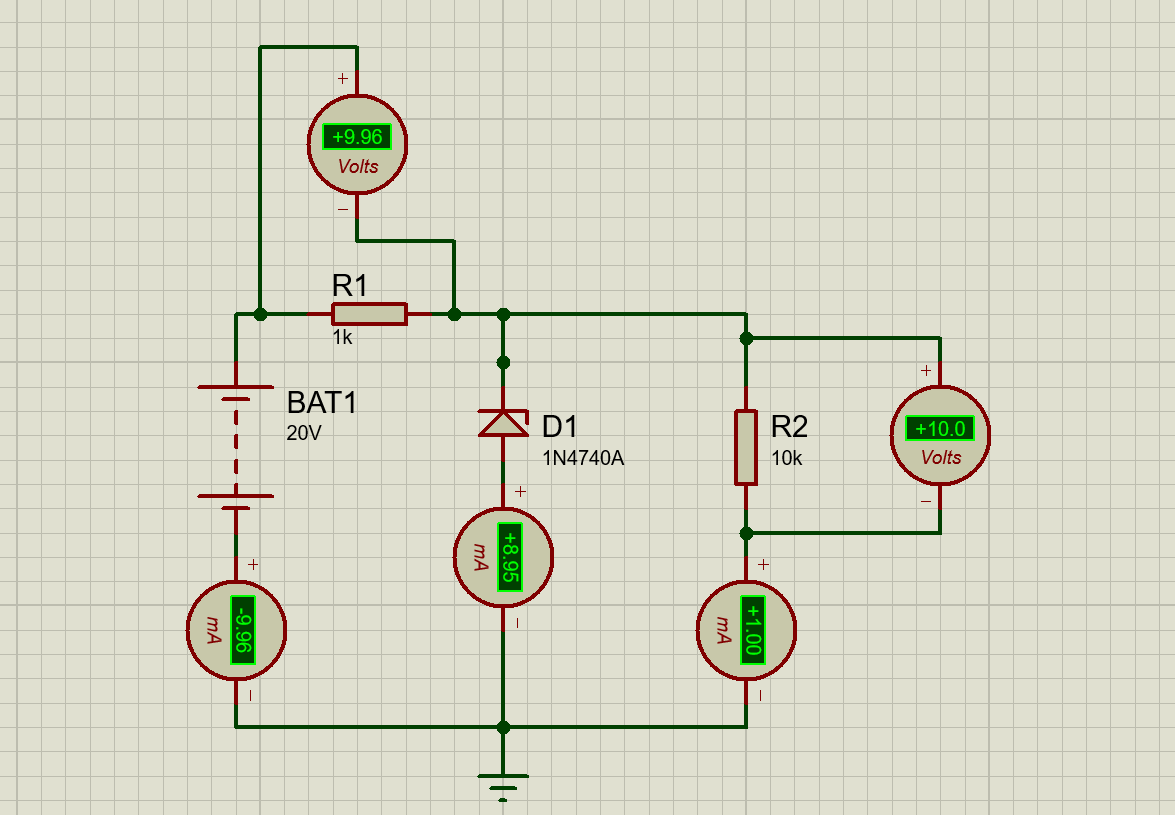 +
+9.96
Volts
−
R1
1k
BAT1
20V
D1
1N4740A
R2
10k
+
+10.0
Volts
−
+
+8.95
mA
−
+
-9.96
mA
−
+
+1.00
mA
−